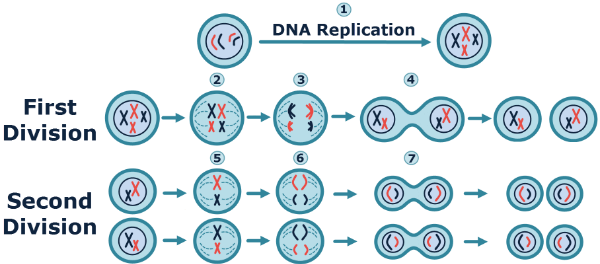 ①
DNA Replication
② ③ ④
First
Division
⑤ ⑥ ⑦
Second
Division